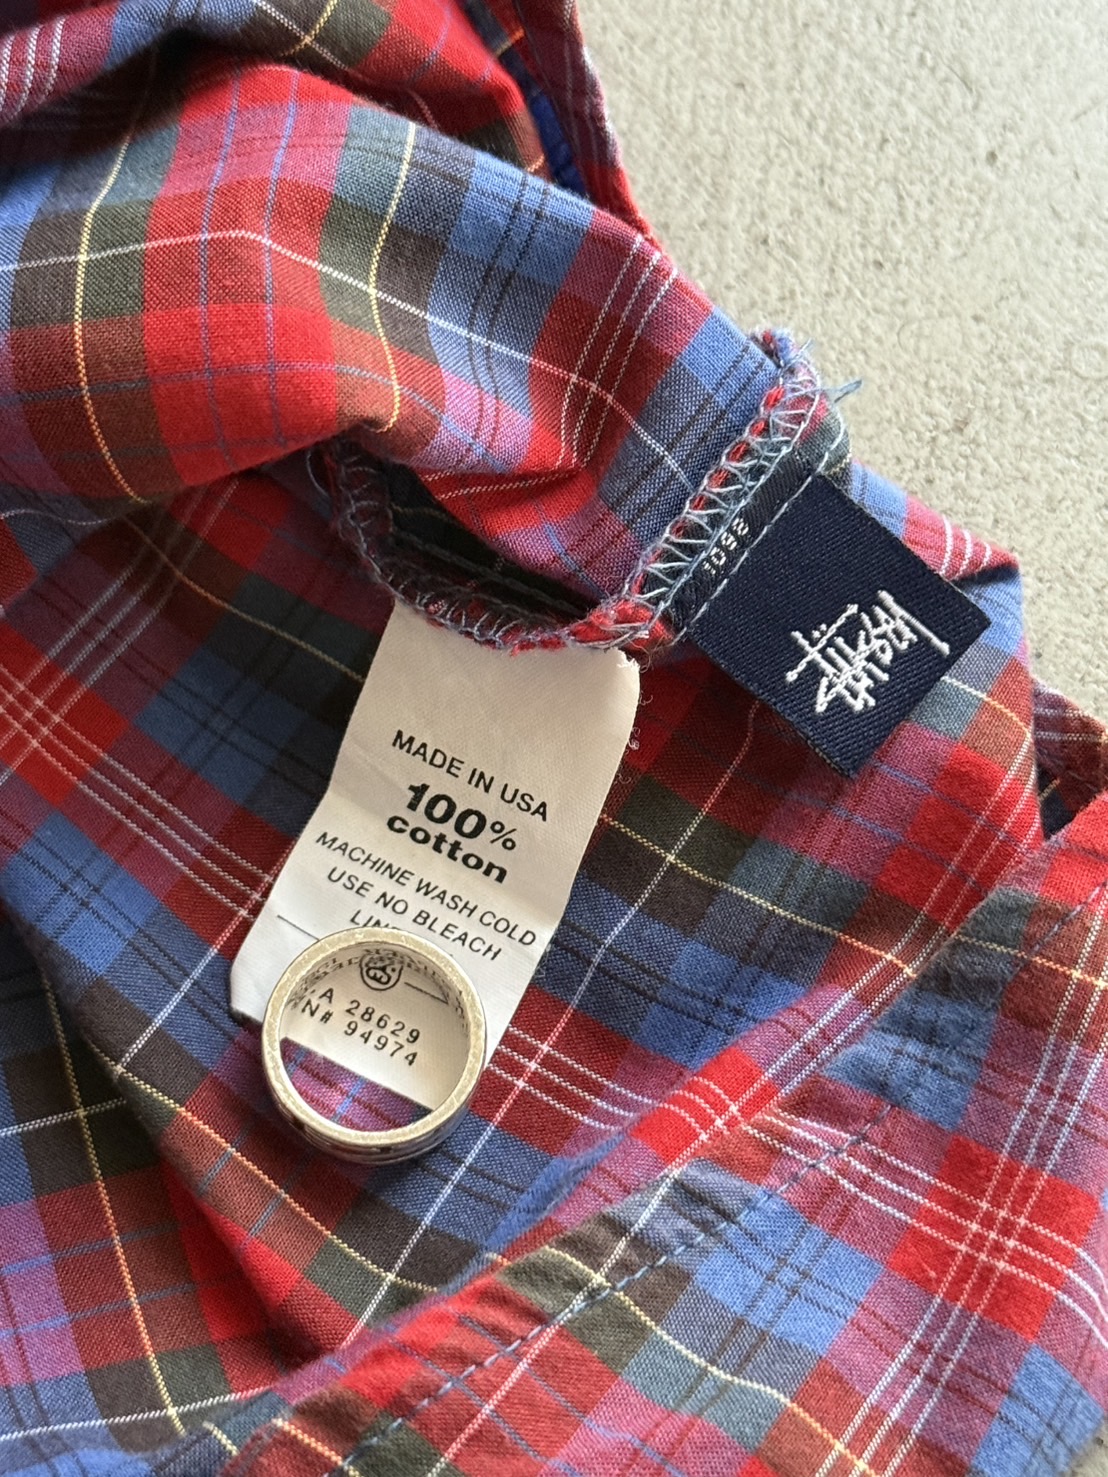 Stüssy
MADE IN USA
100%
cotton
MACHINE WASH COLD
USE NO BLEACH
A 28629
N# 94974